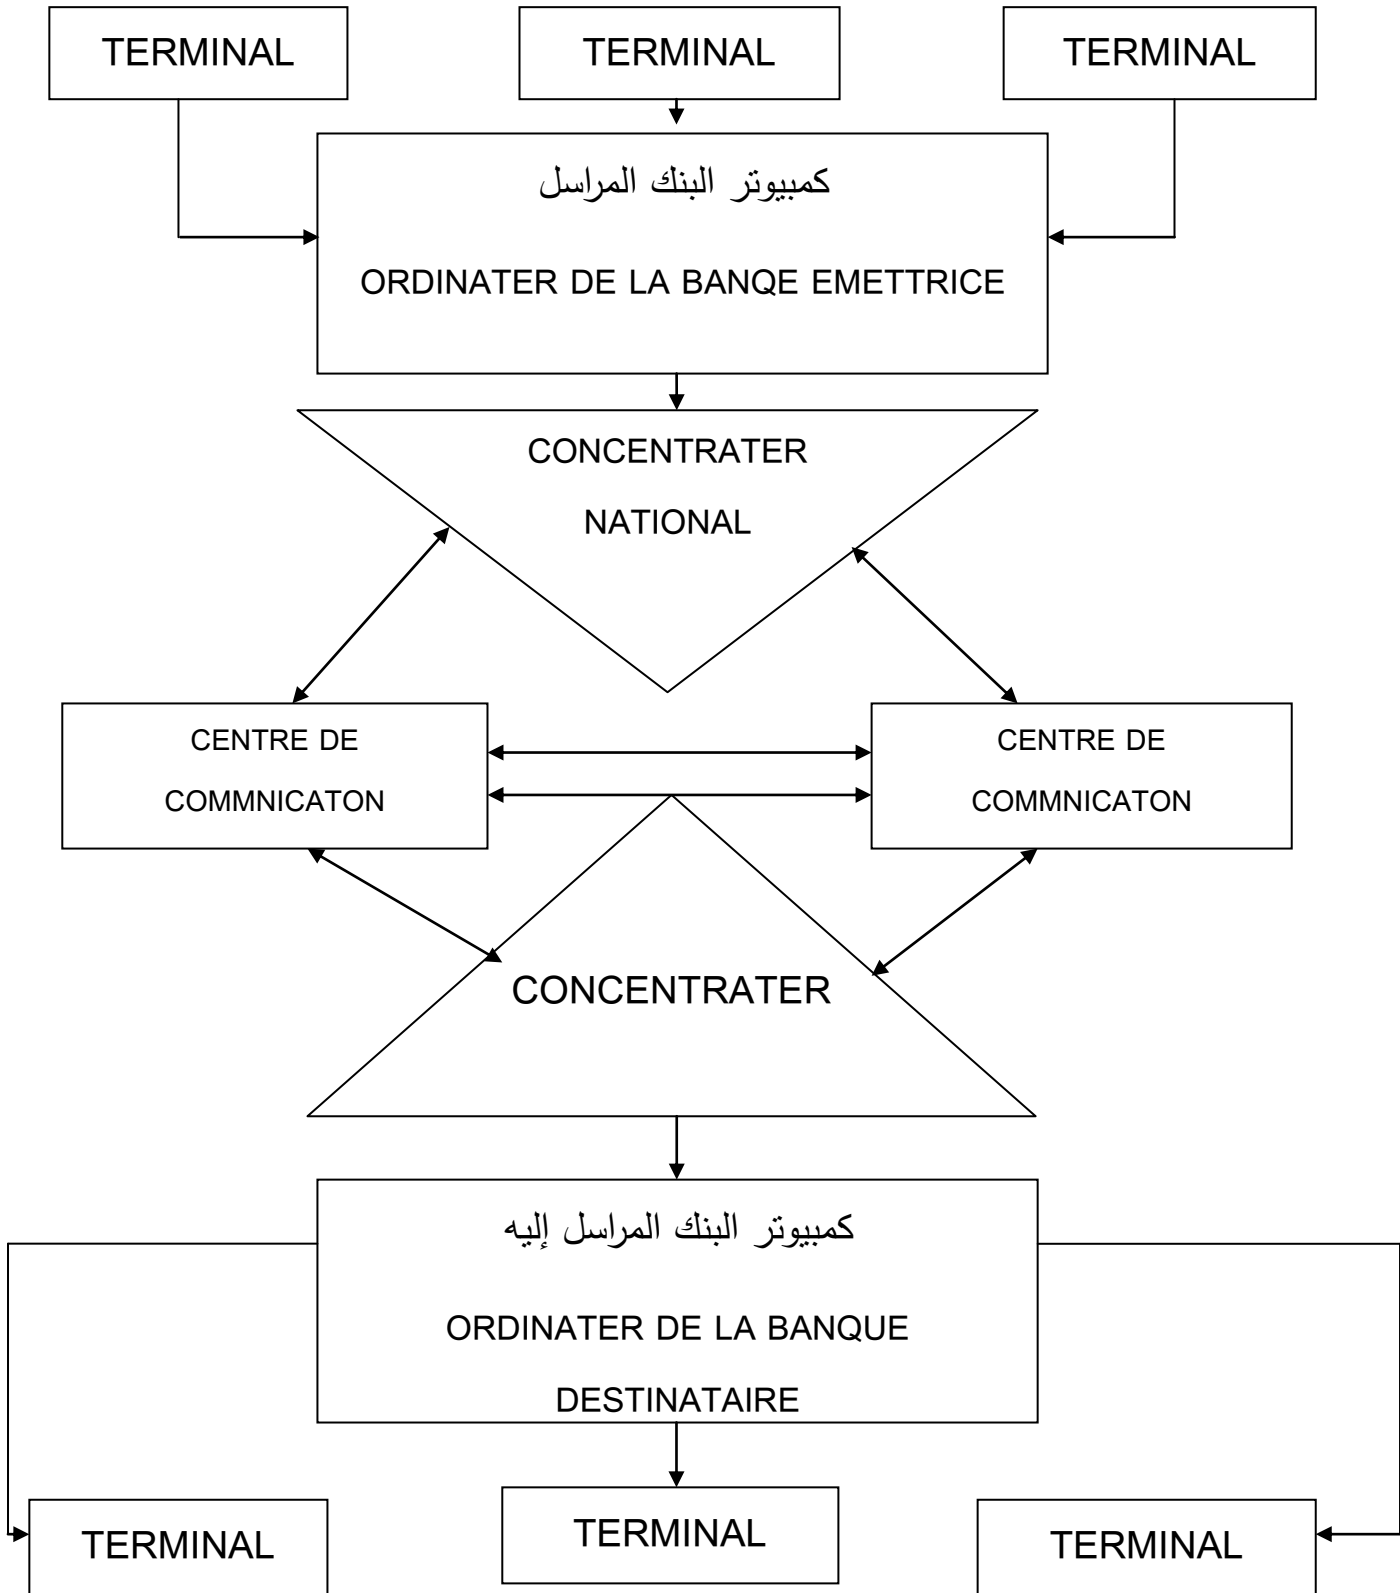 TERMINAL
TERMINAL
TERMINAL
كمبيوتر البنك المراسل
ORDINATER DE LA BANQE EMETTRICE
CONCENTRATER
NATIONAL
CENTRE DE
COMMNICATON
CENTRE DE
COMMNICATON
CONCENTRATER
كمبيوتر البنك المراسل إليه
ORDINATER DE LA BANQUE
DESTINATAIRE
TERMINAL
TERMINAL
TERMINAL